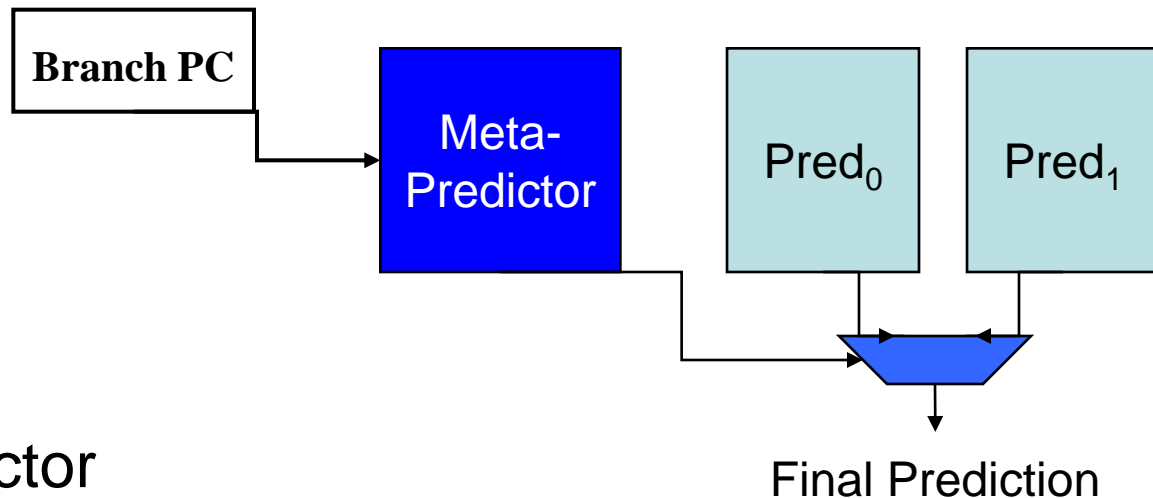 Branch PC
Meta-
Predictor
Pred₀
Pred₁
ctor
Final Prediction